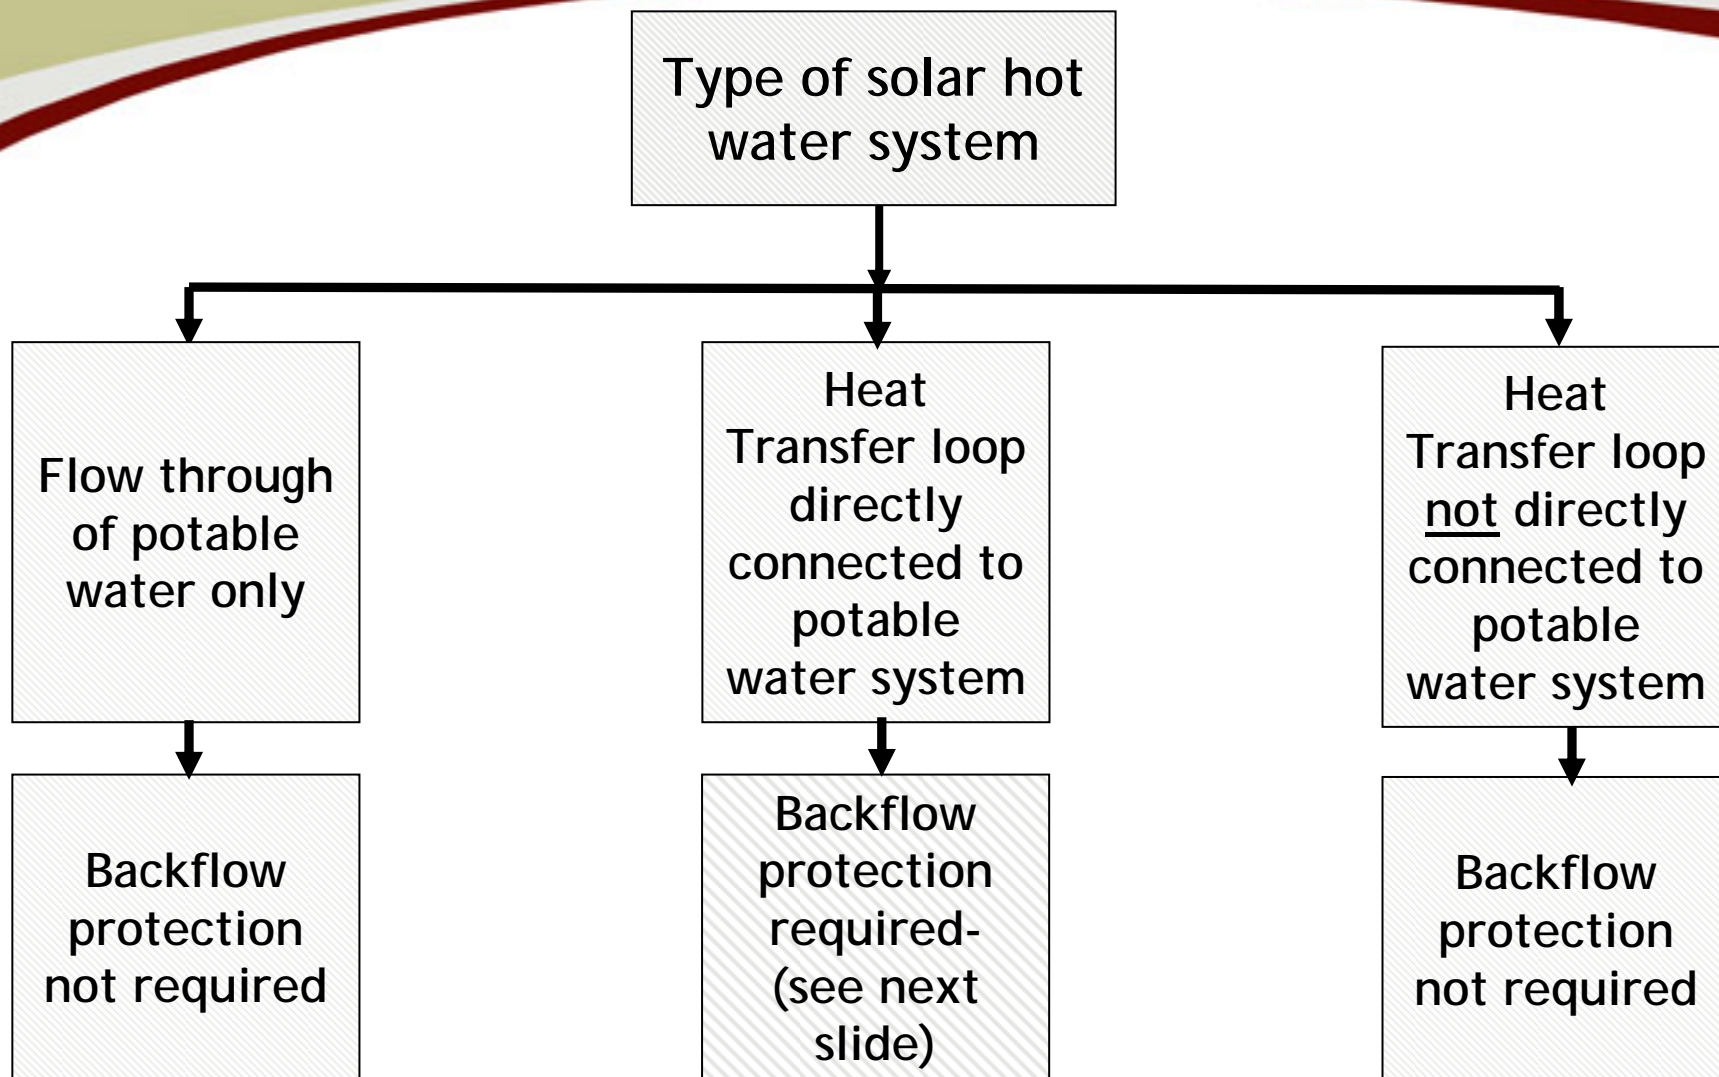 Type of solar hot
water system
Flow through
of potable
water only
Heat
Transfer loop
directly
connected to
potable
water system
Heat
Transfer loop
not directly
connected to
potable
water system
Backflow
protection
not required
Backflow
protection
required-
(see next
slide)
Backflow
protection
not required